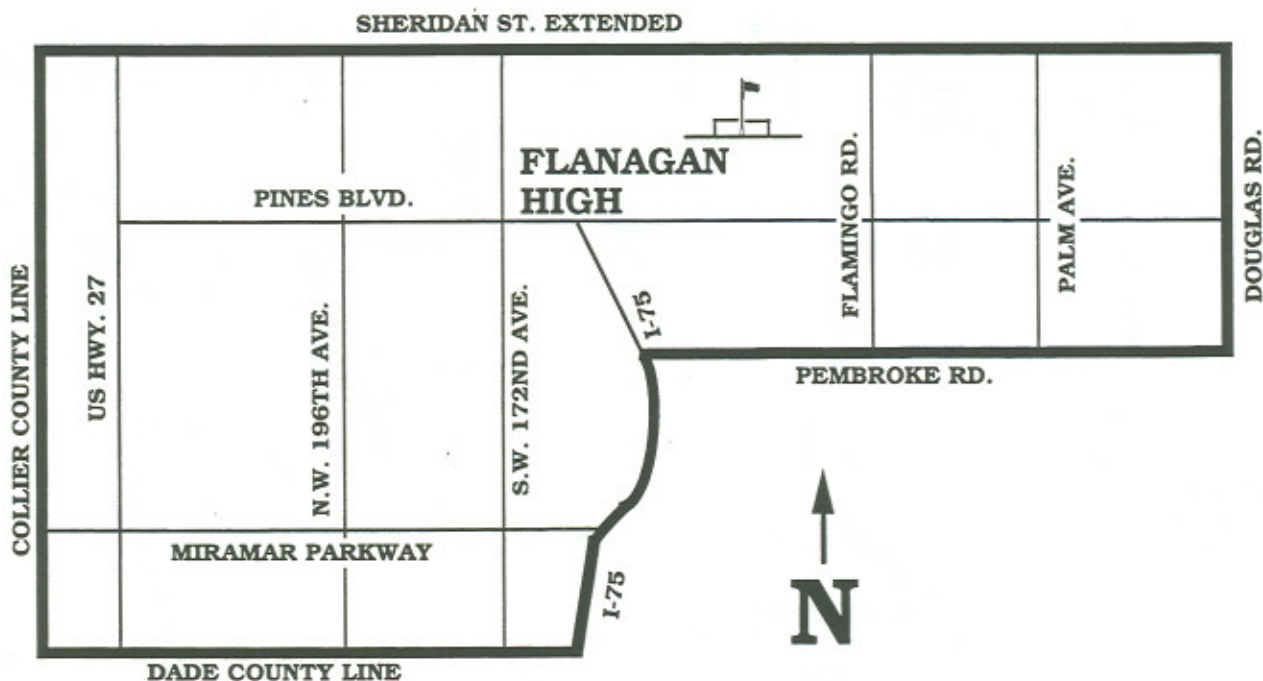 SHERIDAN ST. EXTENDED
FLANAGAN
HIGH
PINES BLVD.
COLLIER COUNTY LINE
US HWY. 27
N.W. 196TH AVE.
S.W. 172ND AVE.
I-75
FLAMINGO RD.
PALM AVE.
DOUGLAS RD.
PEMBROKE RD.
MIRAMAR PARKWAY
I-75
N
DADE COUNTY LINE